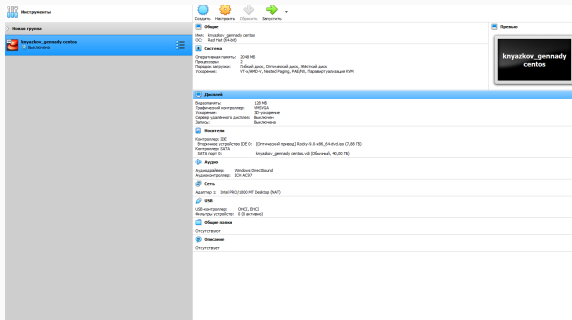 Инструменты
Создать Настроить Сбросить Запустить
Новая группа
knyazkov_gennady centos
Выключена
Общие
Имя: knyazkov_gennady centos
ОС: Red Hat (64-bit)
Превью
knyazkov_gennady
centos
Система
Оперативная память: 2048 МБ
Процессоры: 2
Порядок загрузки: Гибкий диск, Оптический диск, Жёсткий диск
Ускорение: VT-x/AMD-V, Nested Paging, PAE/NX, Паравиртуализация KVM
Дисплей
Видеопамять: 128 МБ
Графический контроллер: VMSVGA
Ускорение: 3D-ускорение
Сервер удалённого дисплея: Выключен
Запись: Выключена
Носители
Контроллер: IDE
Вторичное устройство IDE 0: [Оптический привод] Rocky-9.0-x86_64-dvd.iso (7,88 ГБ)
Контроллер: SATA
SATA порт 0: knyazkov_gennady centos.vdi (Обычный, 40,00 ГБ)
Аудио
Аудиодрайвер: Windows DirectSound
Аудиоконтроллер: ICH AC97
Сеть
Адаптер 1: Intel PRO/1000 MT Desktop (NAT)
USB
USB-контроллер: OHCI, EHCI
Фильтры устройств: 0 (0 активно)
Общие папки
Отсутствуют
Описание
Отсутствует